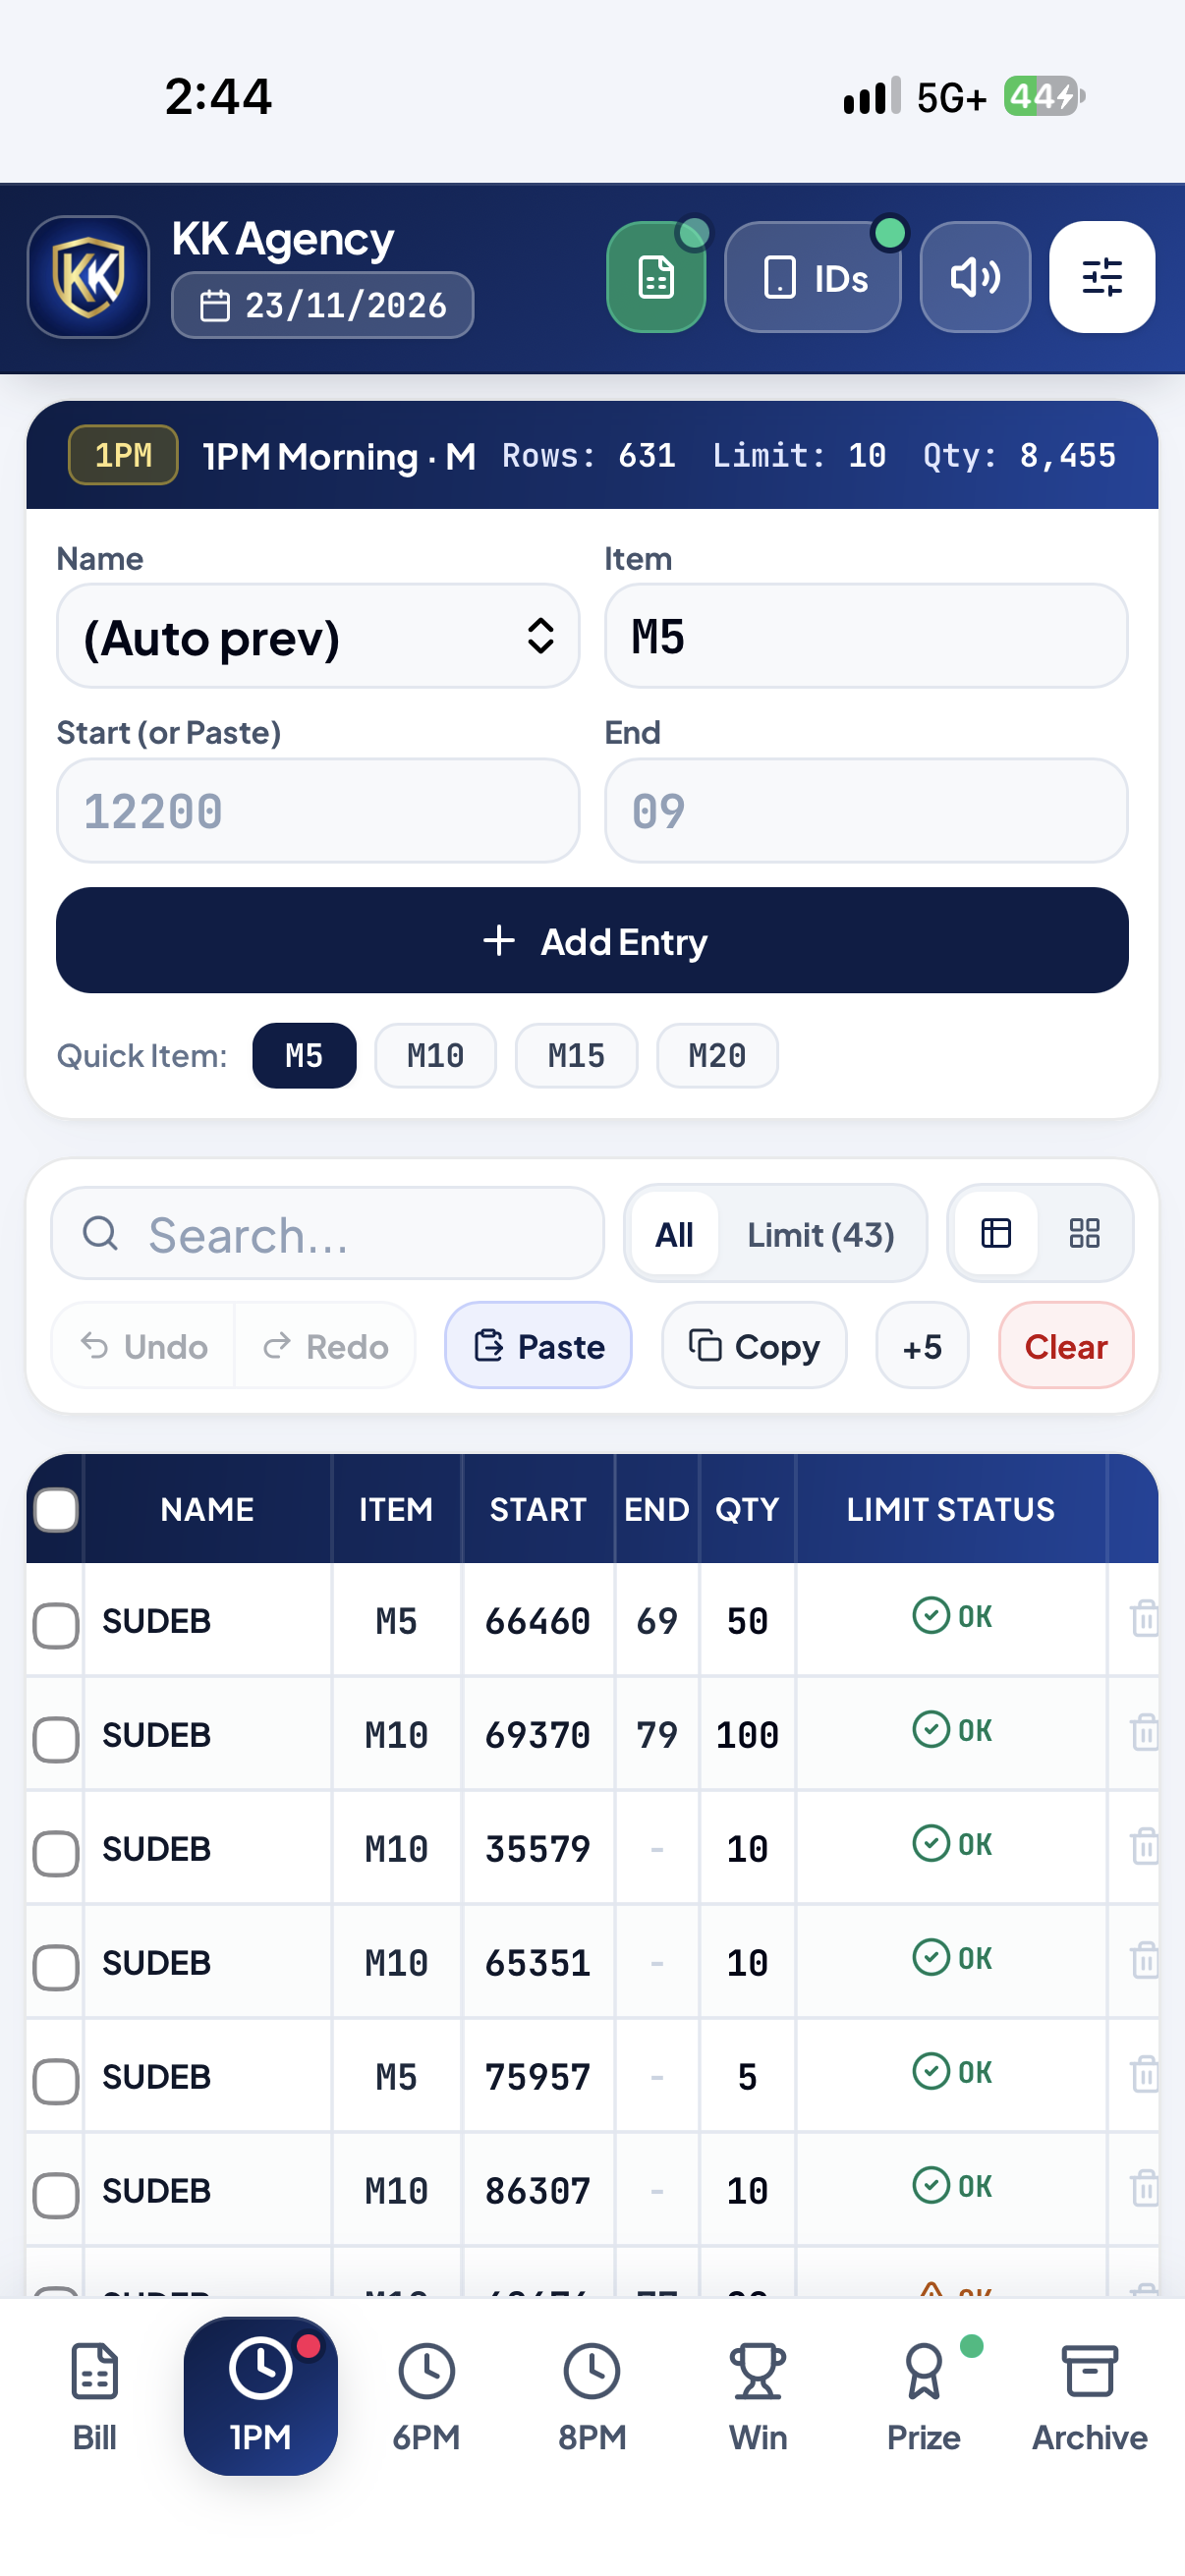 2:44 5G+ 44
KK KK Agency
23/11/2026 IDs
1PM 1PM Morning · M Rows: 631 Limit: 10 Qty: 8,455
Name Item
(Auto prev) M5
Start (or Paste) End
12200 09
+ Add Entry
Quick Item: M5 M10 M15 M20
Search... All Limit (43)
Undo Redo Paste Copy +5 Clear
NAME ITEM START END QTY LIMIT STATUS
SUDEB M5 66460 69 50 OK
SUDEB M10 69370 79 100 OK
SUDEB M10 35579 - 10 OK
SUDEB M10 65351 - 10 OK
SUDEB M5 75957 - 5 OK
SUDEB M10 86307 - 10 OK
Bill 1PM 6PM 8PM Win Prize Archive